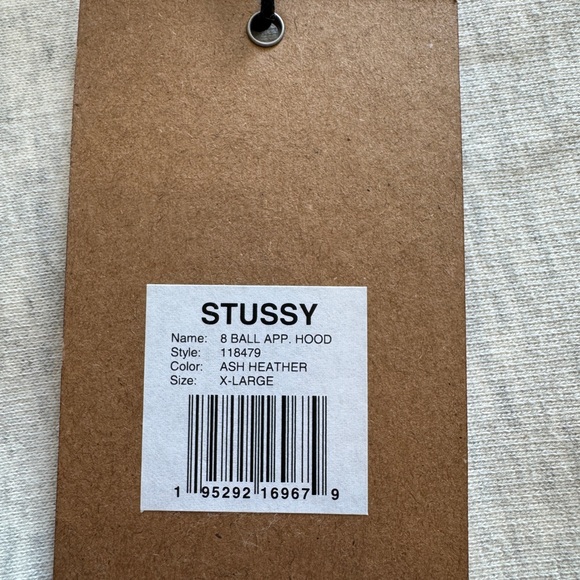 STUSSY
Name: 8 BALL APP. HOOD
Style: 118479
Color: ASH HEATHER
Size: X-LARGE
1 95292 16967 9